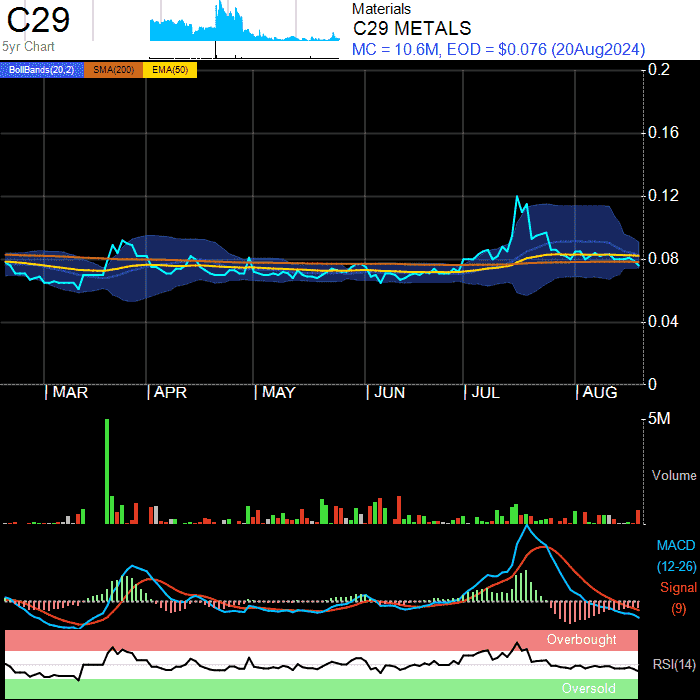 C29
5yr Chart
Materials
C29 METALS
MC = 10.6M, EOD = $0.076 (20Aug2024)
BollBands(20,2) SMA(200) EMA(50)
0.2
0.16
0.12
0.08
0.04
0
MAR APR MAY JUN JUL AUG
5M
Volume
MACD
(12-26)
Signal
(9)
Overbought
RSI(14)
Oversold